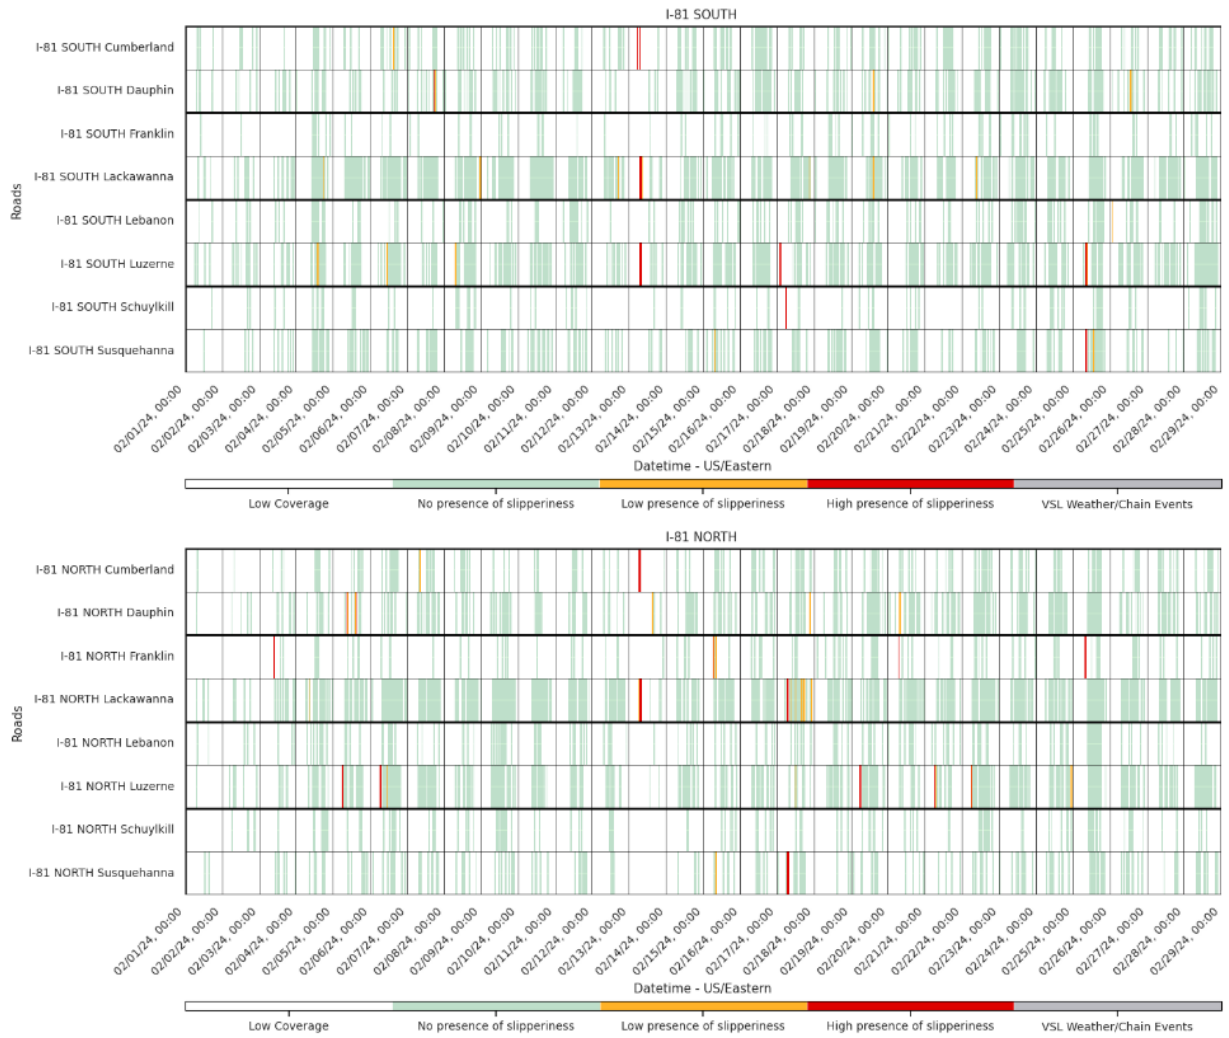 I-81 SOUTH
I-81 SOUTH Cumberland
I-81 SOUTH Dauphin
I-81 SOUTH Franklin
I-81 SOUTH Lackawanna
I-81 SOUTH Lebanon
I-81 SOUTH Luzerne
I-81 SOUTH Schuylkill
I-81 SOUTH Susquehanna
Roads
02/01/24, 00:00
02/02/24, 00:00
02/03/24, 00:00
02/04/24, 00:00
02/05/24, 00:00
02/06/24, 00:00
02/07/24, 00:00
02/08/24, 00:00
02/09/24, 00:00
02/10/24, 00:00
02/11/24, 00:00
02/12/24, 00:00
02/13/24, 00:00
02/14/24, 00:00
02/15/24, 00:00
02/16/24, 00:00
02/17/24, 00:00
02/18/24, 00:00
02/19/24, 00:00
02/20/24, 00:00
02/21/24, 00:00
02/22/24, 00:00
02/23/24, 00:00
02/24/24, 00:00
02/25/24, 00:00
02/26/24, 00:00
02/27/24, 00:00
02/28/24, 00:00
02/29/24, 00:00
Datetime - US/Eastern
Low Coverage No presence of slipperiness Low presence of slipperiness High presence of slipperiness VSL Weather/Chain Events
I-81 NORTH
I-81 NORTH Cumberland
I-81 NORTH Dauphin
I-81 NORTH Franklin
I-81 NORTH Lackawanna
I-81 NORTH Lebanon
I-81 NORTH Luzerne
I-81 NORTH Schuylkill
I-81 NORTH Susquehanna
Roads
02/01/24, 00:00
02/02/24, 00:00
02/03/24, 00:00
02/04/24, 00:00
02/05/24, 00:00
02/06/24, 00:00
02/07/24, 00:00
02/08/24, 00:00
02/09/24, 00:00
02/10/24, 00:00
02/11/24, 00:00
02/12/24, 00:00
02/13/24, 00:00
02/14/24, 00:00
02/15/24, 00:00
02/16/24, 00:00
02/17/24, 00:00
02/18/24, 00:00
02/19/24, 00:00
02/20/24, 00:00
02/21/24, 00:00
02/22/24, 00:00
02/23/24, 00:00
02/24/24, 00:00
02/25/24, 00:00
02/26/24, 00:00
02/27/24, 00:00
02/28/24, 00:00
02/29/24, 00:00
Datetime - US/Eastern
Low Coverage No presence of slipperiness Low presence of slipperiness High presence of slipperiness VSL Weather/Chain Events